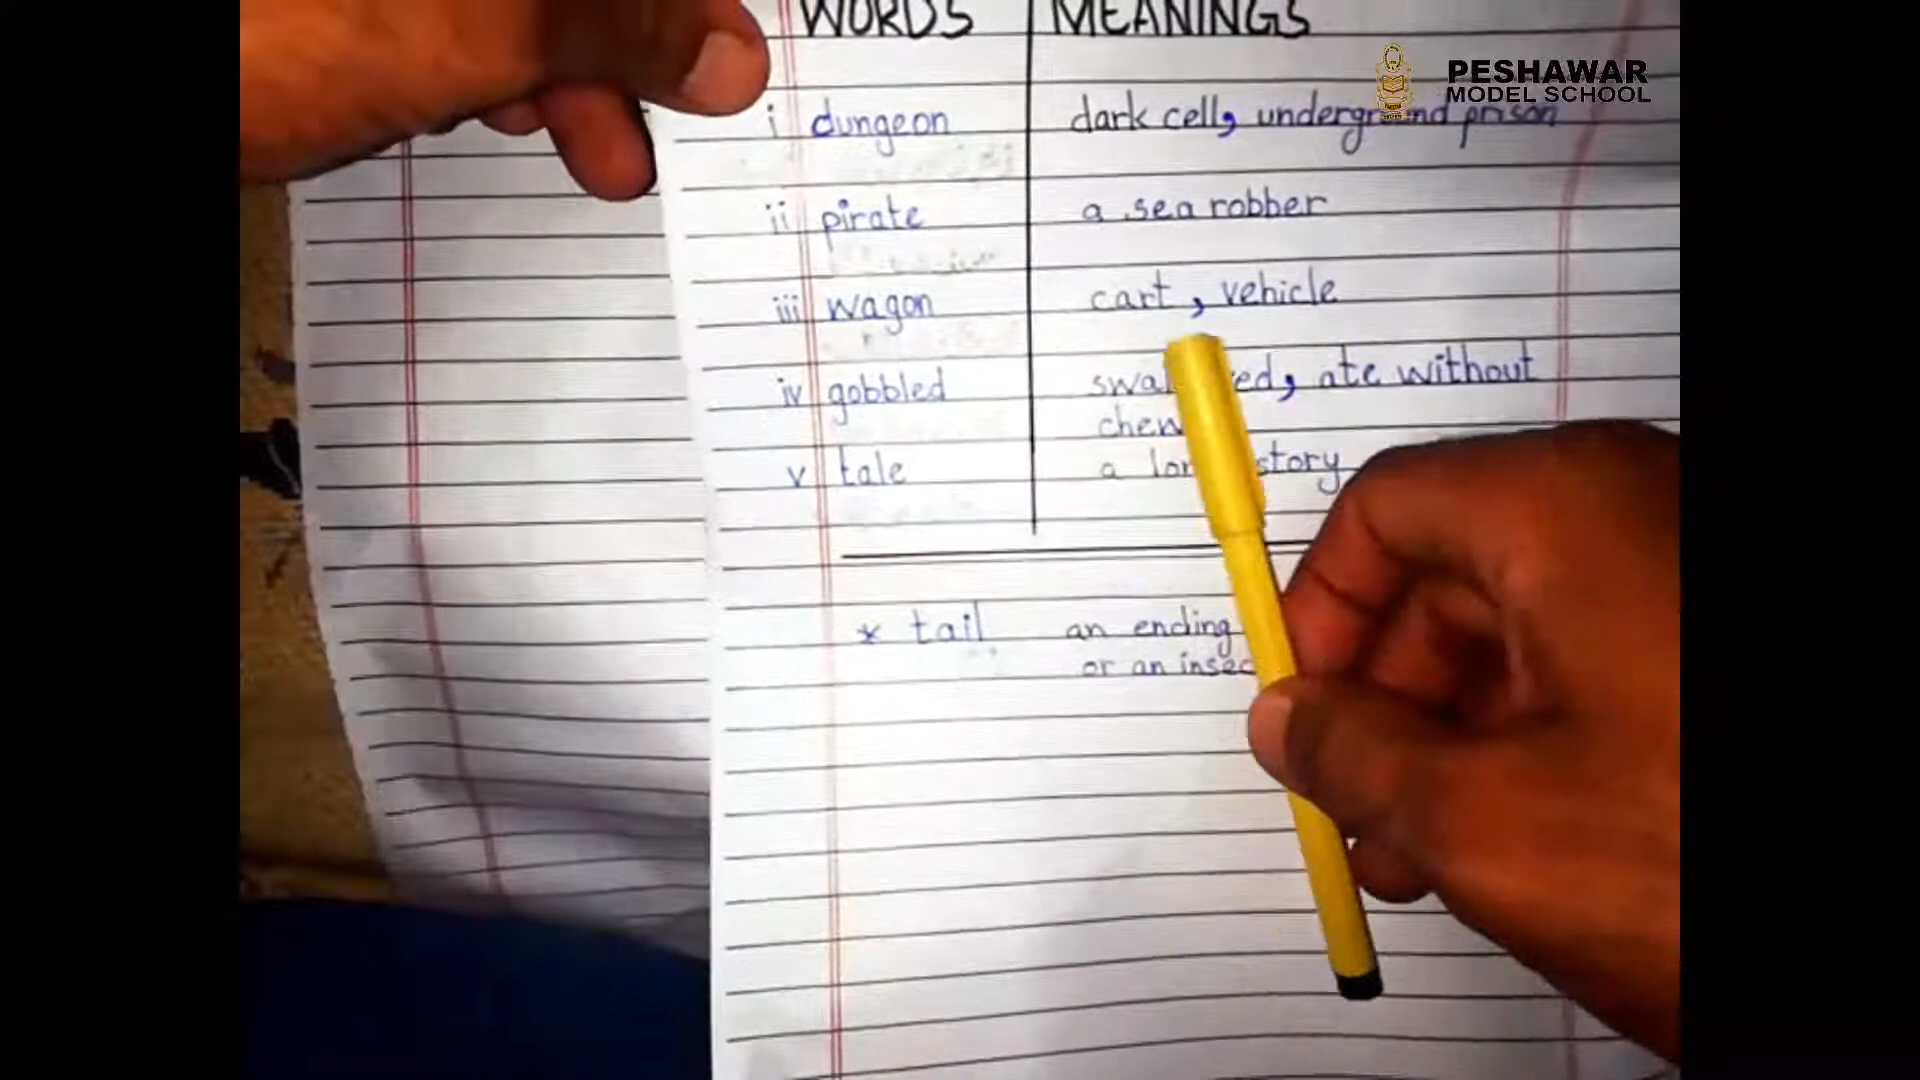 WORDS MEANINGS
PESHAWAR
MODEL SCHOOL
i dungeon dark cell, underground prison
ii pirate a sea robber
iii wagon cart, vehicle
iv gobbled ate without
v tale a story
* tail an ending
or an